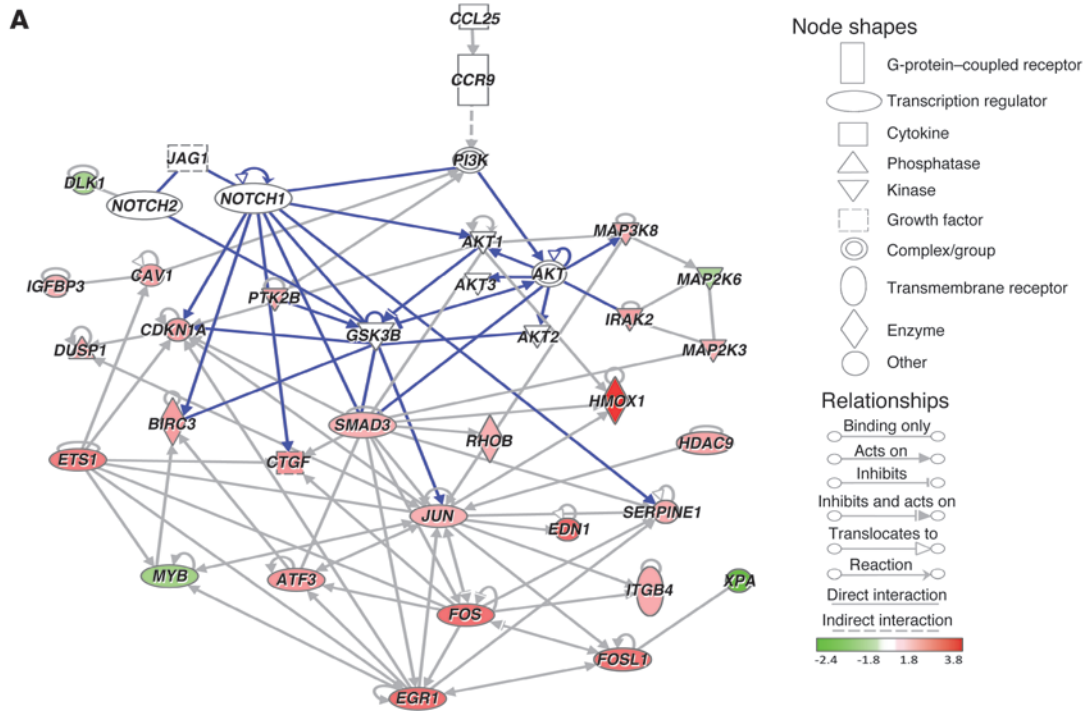 A
CCL25
CCR9
PI3K
JAG1
DLK1
NOTCH2
NOTCH1
AKT1
MAP3K8
AKT
AKT3
MAP2K6
IGFBP3
CAV1
PTK2B
IRAK2
CDKN1A
GSK3B
AKT2
DUSP1
MAP2K3
HMOX1
BIRC3
SMAD3
RHOB
HDAC9
ETS1
CTGF
JUN
EDN1
SERPINE1
MYB
ATF3
ITGB4
XPA
FOS
FOSL1
EGR1
Node shapes
G-protein–coupled receptor
Transcription regulator
Cytokine
Phosphatase
Kinase
Growth factor
Complex/group
Transmembrane receptor
Enzyme
Other
Relationships
Binding only
Acts on
Inhibits
Inhibits and acts on
Translocates to
Reaction
Direct interaction
Indirect interaction
-2.4 -1.8 1.8 3.8